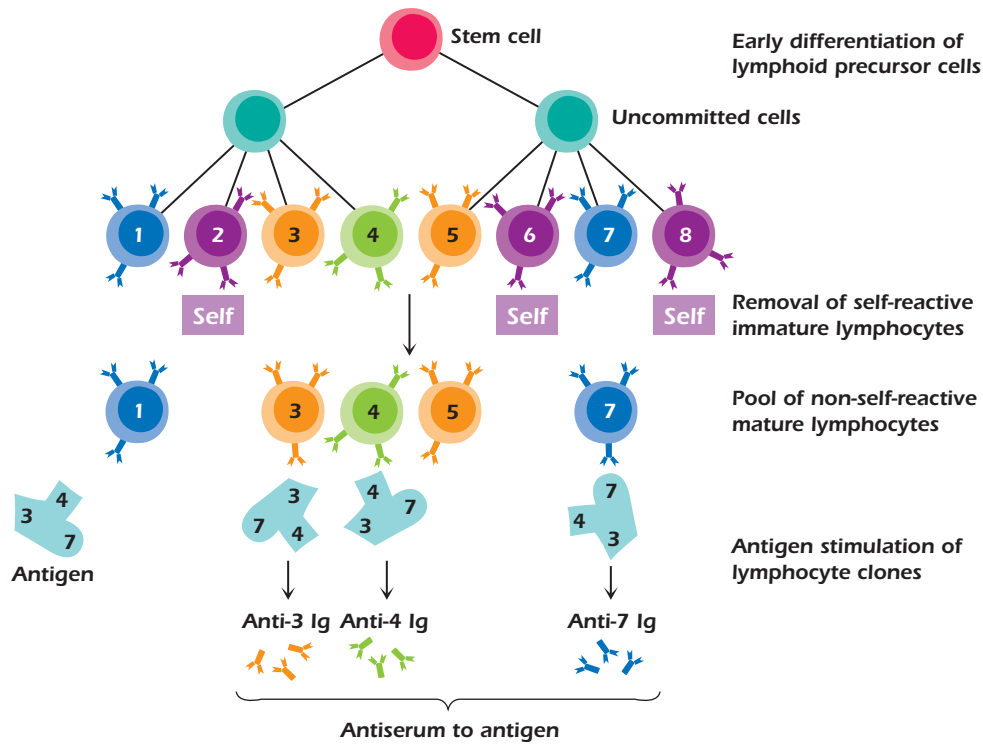 Stem cell
Early differentiation of
lymphoid precursor cells
Uncommitted cells
1 2 3 4 5 6 7 8
Self Self Self
Removal of self-reactive
immature lymphocytes
1 3 4 5 7
Pool of non-self-reactive
mature lymphocytes
3 4 7
Antigen
3 7 4
4 7 3
7 4 3
Antigen stimulation of
lymphocyte clones
Anti-3 Ig Anti-4 Ig Anti-7 Ig
Antiserum to antigen